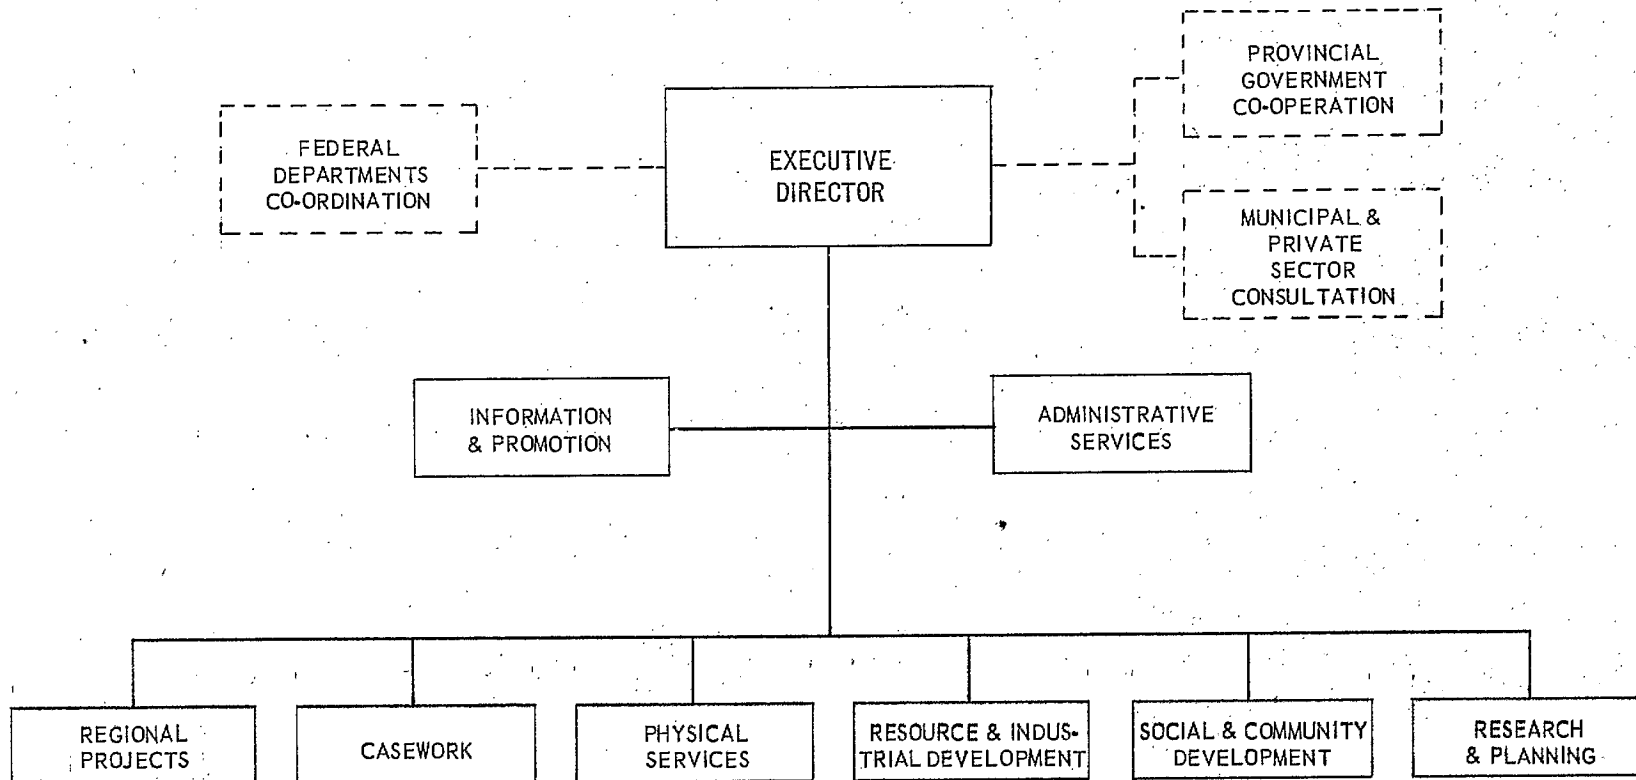 PROVINCIAL
GOVERNMENT
CO-OPERATION
FEDERAL
DEPARTMENTS
CO-ORDINATION
EXECUTIVE
DIRECTOR
MUNICIPAL &
PRIVATE
SECTOR
CONSULTATION
INFORMATION
& PROMOTION
ADMINISTRATIVE
SERVICES
REGIONAL
PROJECTS
CASEWORK
PHYSICAL
SERVICES
RESOURCE & INDUS-
TRIAL DEVELOPMENT
SOCIAL & COMMUNITY
DEVELOPMENT
RESEARCH
& PLANNING